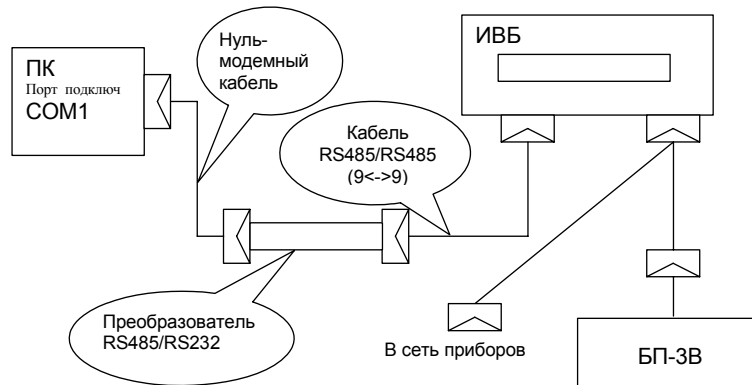 ПК
Порт подключ
COM1
Нуль-
модемный
кабель
ИВБ
Кабель
RS485/RS485
(9<->9)
Преобразователь
RS485/RS232
В сеть приборов
БП-3В